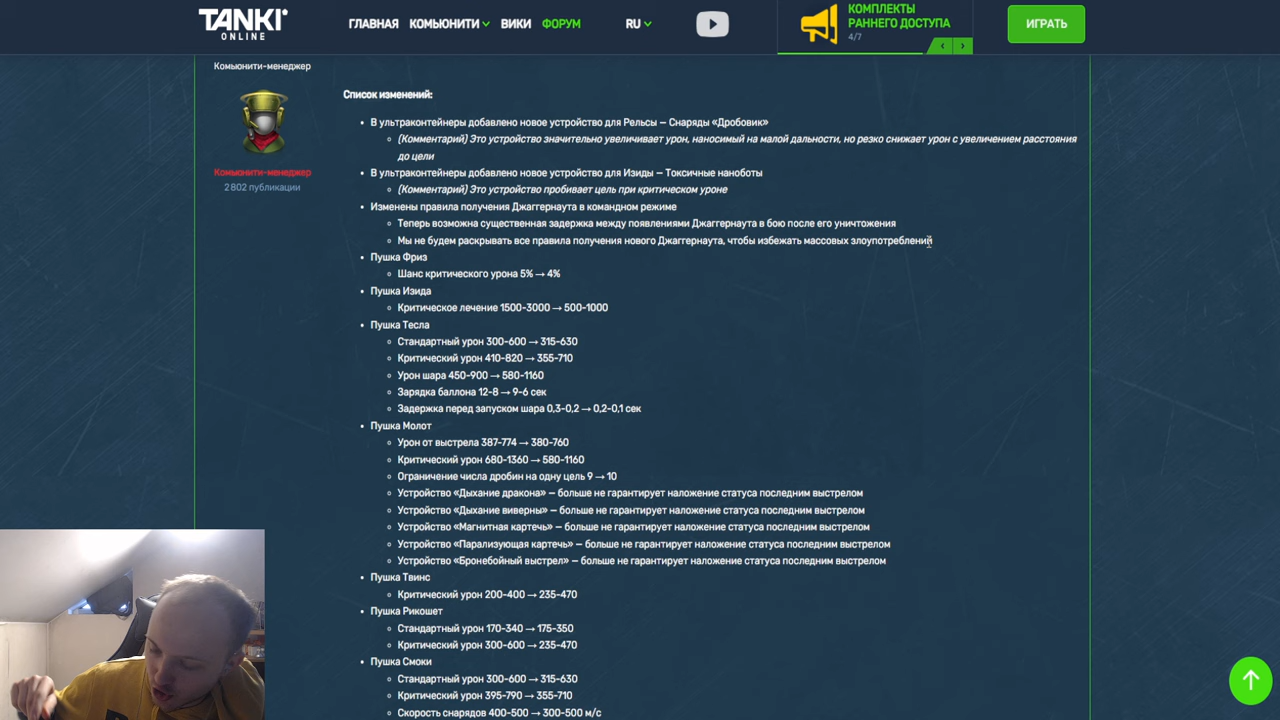 TANKI
ONLINE
ГЛАВНАЯ
КОМЬЮНИТИ
ВИКИ
ФОРУМ
RU
КОМПЛЕКТЫ
РАННЕГО ДОСТУПА
4/7
ИГРАТЬ
Комьюнити-менеджер
Комьюнити-менеджер
2 802 публикации
Список изменений:
В ультраконтейнеры добавлено новое устройство для Рельсы — Снаряды «Дробовик»
(Комментарий) Это устройство значительно увеличивает урон, наносимый на малой дальности, но резко снижает урон с увеличением расстояния
до цели
В ультраконтейнеры добавлено новое устройство для Изиды — Токсичные наноботы
(Комментарий) Это устройство пробивает цель при критическом уроне
Изменены правила получения Джаггернаута в командном режиме
Теперь возможна существенная задержка между появлениями Джаггернаута в бою после его уничтожения
Мы не будем раскрывать все правила получения нового Джаггернаута, чтобы избежать массовых злоупотреблений
Пушка Фриз
Шанс критического урона 5% → 4%
Пушка Изида
Критическое лечение 1500-3000 → 500-1000
Пушка Тесла
Стандартный урон 300-600 → 315-630
Критический урон 410-820 → 355-710
Урон шара 450-900 → 580-1160
Зарядка баллона 12-8 → 9-6 сек
Задержка перед запуском шара 0,3-0,2 → 0,2-0,1 сек
Пушка Молот
Урон от выстрела 387-774 → 380-760
Критический урон 680-1360 → 580-1160
Ограничение числа дробин на одну цель 9 → 10
Устройство «Дыхание дракона» — больше не гарантирует наложение статуса последним выстрелом
Устройство «Дыхание виверны» — больше не гарантирует наложение статуса последним выстрелом
Устройство «Магнитная картечь» — больше не гарантирует наложение статуса последним выстрелом
Устройство «Парализующая картечь» — больше не гарантирует наложение статуса последним выстрелом
Устройство «Бронебойный выстрел» — больше не гарантирует наложение статуса последним выстрелом
Пушка Твинс
Критический урон 200-400 → 235-470
Пушка Рикошет
Стандартный урон 170-340 → 175-350
Критический урон 300-600 → 235-470
Пушка Смоки
Стандартный урон 300-600 → 315-630
Критический урон 395-790 → 355-710
Скорость снарядов 400-500 → 300-500 м/с